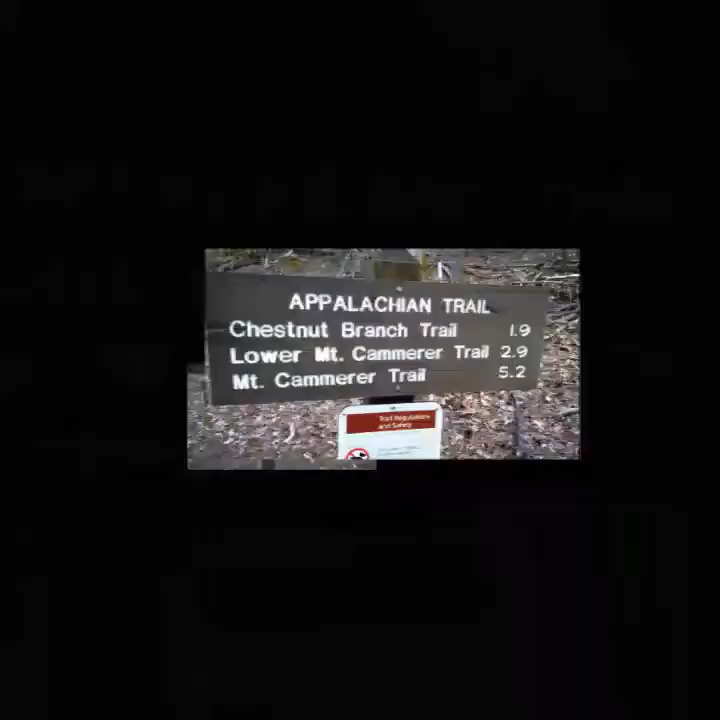 APPALACHIAN TRAIL
Chestnut Branch Trail 1.9
Lower Mt. Cammerer Trail 2.9
Mt. Cammerer Trail 5.2
Trail Regulations
and Safety